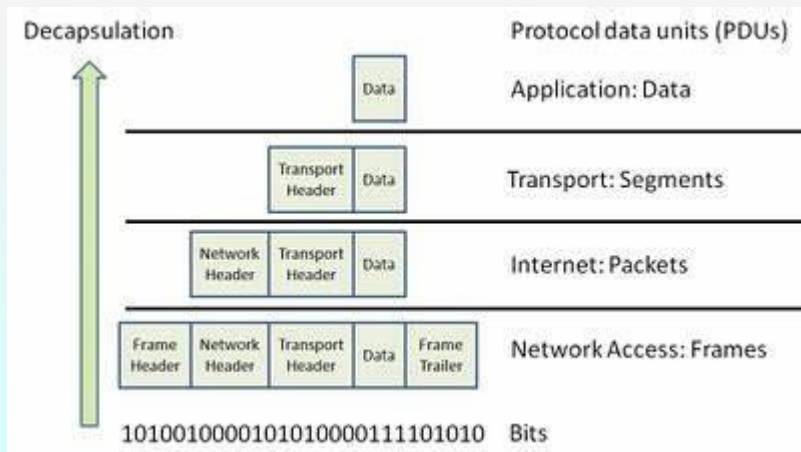 Decapsulation
Protocol data units (PDUs)
Data
Application: Data
Transport
Header
Data
Transport: Segments
Network
Header
Transport
Header
Data
Internet: Packets
Frame
Header
Network
Header
Transport
Header
Data
Frame
Trailer
Network Access: Frames
1010010000101010000111101010
Bits